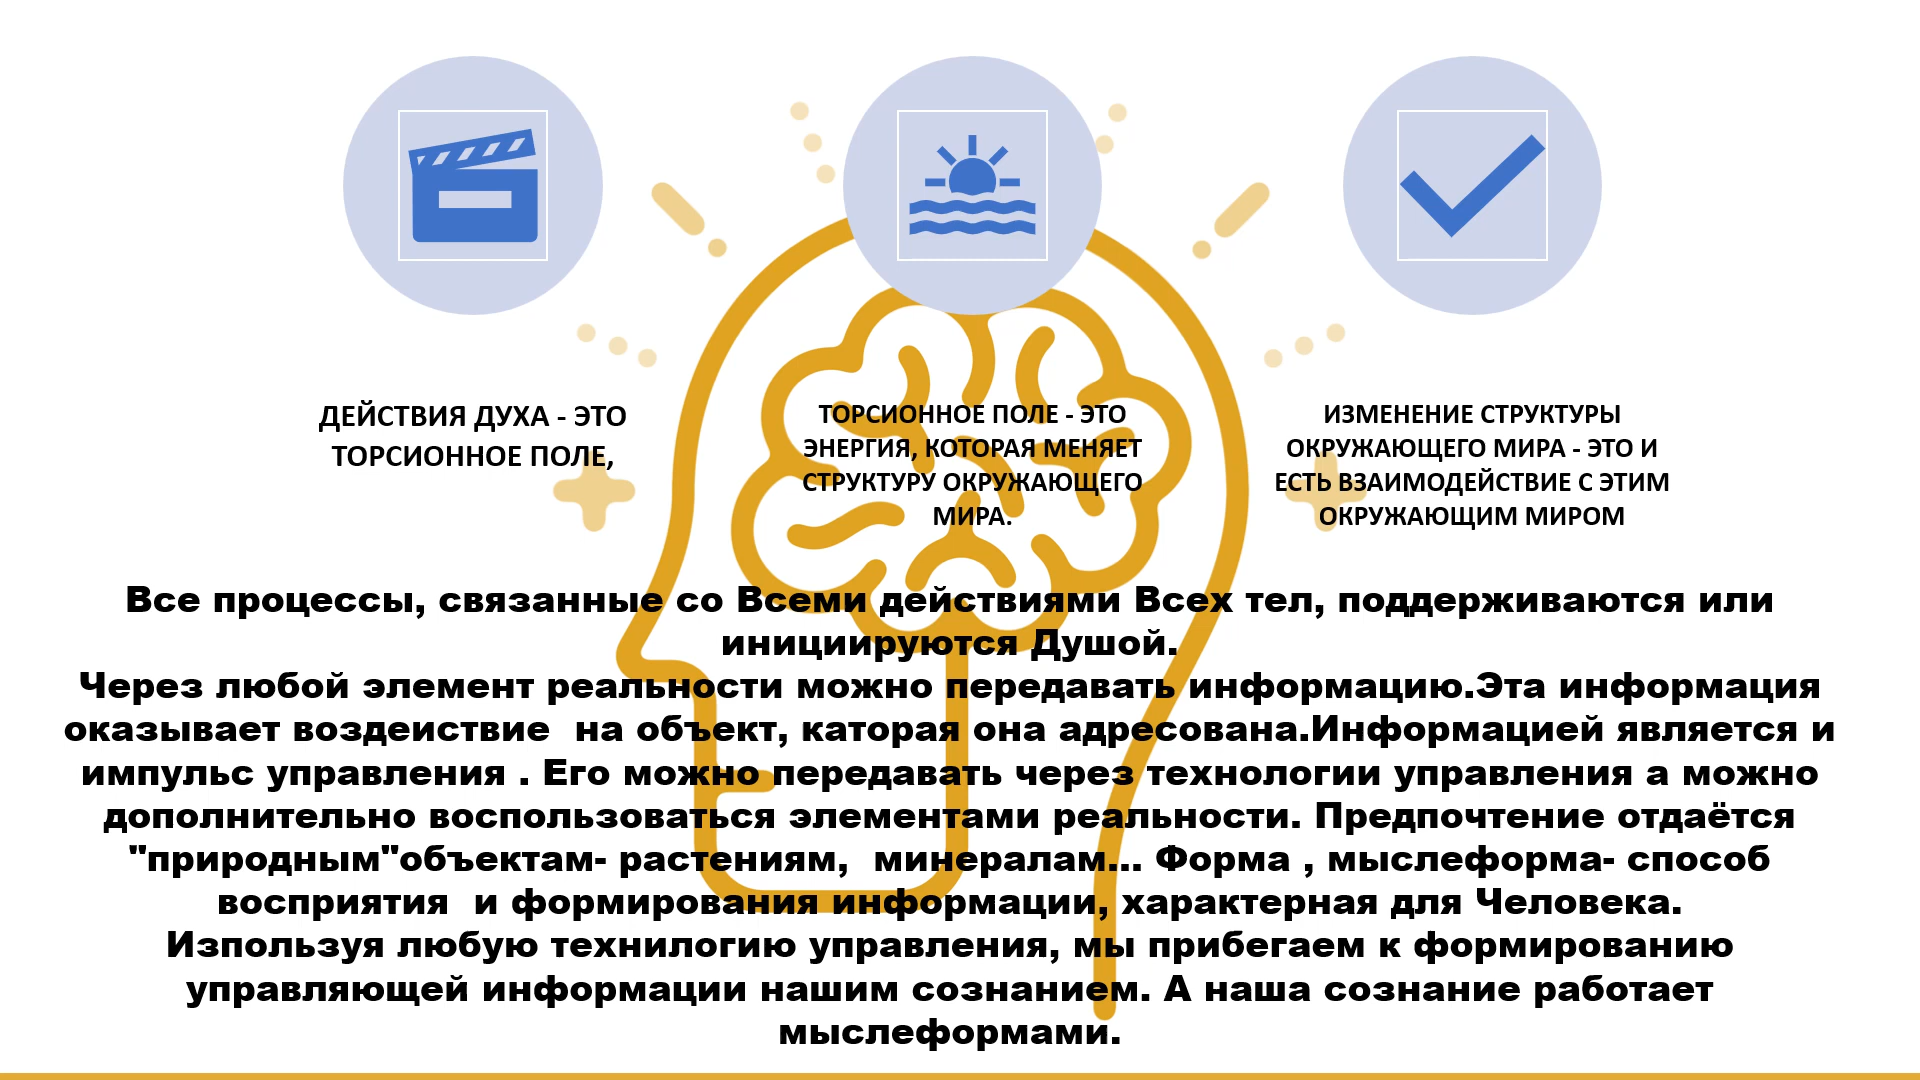 ДЕЙСТВИЯ ДУХА - ЭТО
ТОРСИОННОЕ ПОЛЕ,
ТОРСИОННОЕ ПОЛЕ - ЭТО
ЭНЕРГИЯ, КОТОРАЯ МЕНЯЕТ
СТРУКТУРУ ОКРУЖАЮЩЕГО
МИРА.
ИЗМЕНЕНИЕ СТРУКТУРЫ
ОКРУЖАЮЩЕГО МИРА - ЭТО И
ЕСТЬ ВЗАИМОДЕЙСТВИЕ С ЭТИМ
ОКРУЖАЮЩИМ МИРОМ
Все процессы, связанные со Всеми действиями Всех тел, поддерживаются или
инициируются Душой.
Через любой элемент реальности можно передавать информацию.Эта информация
оказывает воздеиствие  на объект, каторая она адресована.Информацией является и
импульс управления . Его можно передавать через технологии управления а можно
дополнительно воспользоваться элементами реальности. Предпочтение отдаётся
"природным"объектам- растениям,  минералам... Форма , мыслеформа- способ
восприятия  и формирования информации, характерная для Человека.
Изпользуя любую технилогию управления, мы прибегаем к формированию
управляющей информации нашим сознанием. А наша сознание работает
мыслеформами.